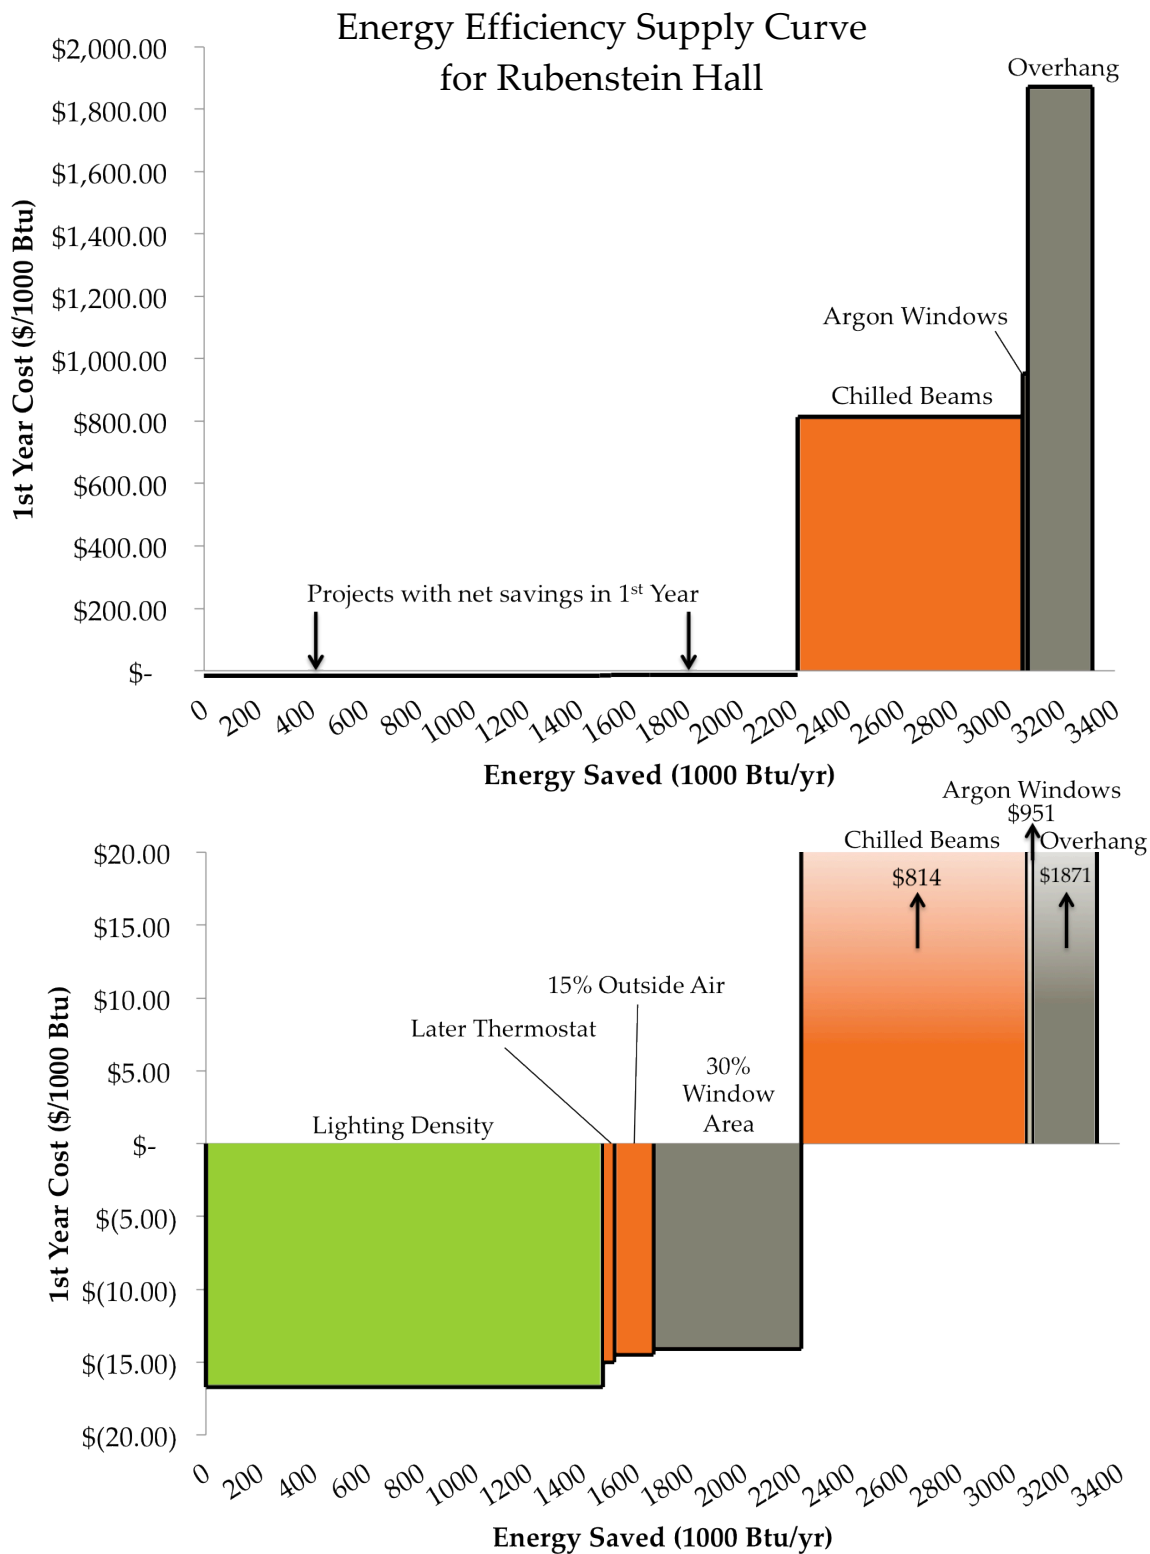 Energy Efficiency Supply Curve
for Rubenstein Hall
1st Year Cost ($/1000 Btu)
$2,000.00
$1,800.00
$1,600.00
$1,400.00
$1,200.00
$1,000.00
$800.00
$600.00
$400.00
$200.00
$-
Overhang
Argon Windows
Chilled Beams
Projects with net savings in 1st Year
0 200 400 600 800 1000 1200 1400 1600 1800 2000 2200 2400 2600 2800 3000 3200 3400
Energy Saved (1000 Btu/yr)
Argon Windows
$951
Chilled Beams
Overhang
$814
$1871
1st Year Cost ($/1000 Btu)
$20.00
$15.00
$10.00
$5.00
$-
$(5.00)
$(10.00)
$(15.00)
$(20.00)
15% Outside Air
Later Thermostat
30%
Window
Area
Lighting Density
0 200 400 600 800 1000 1200 1400 1600 1800 2000 2200 2400 2600 2800 3000 3200 3400
Energy Saved (1000 Btu/yr)